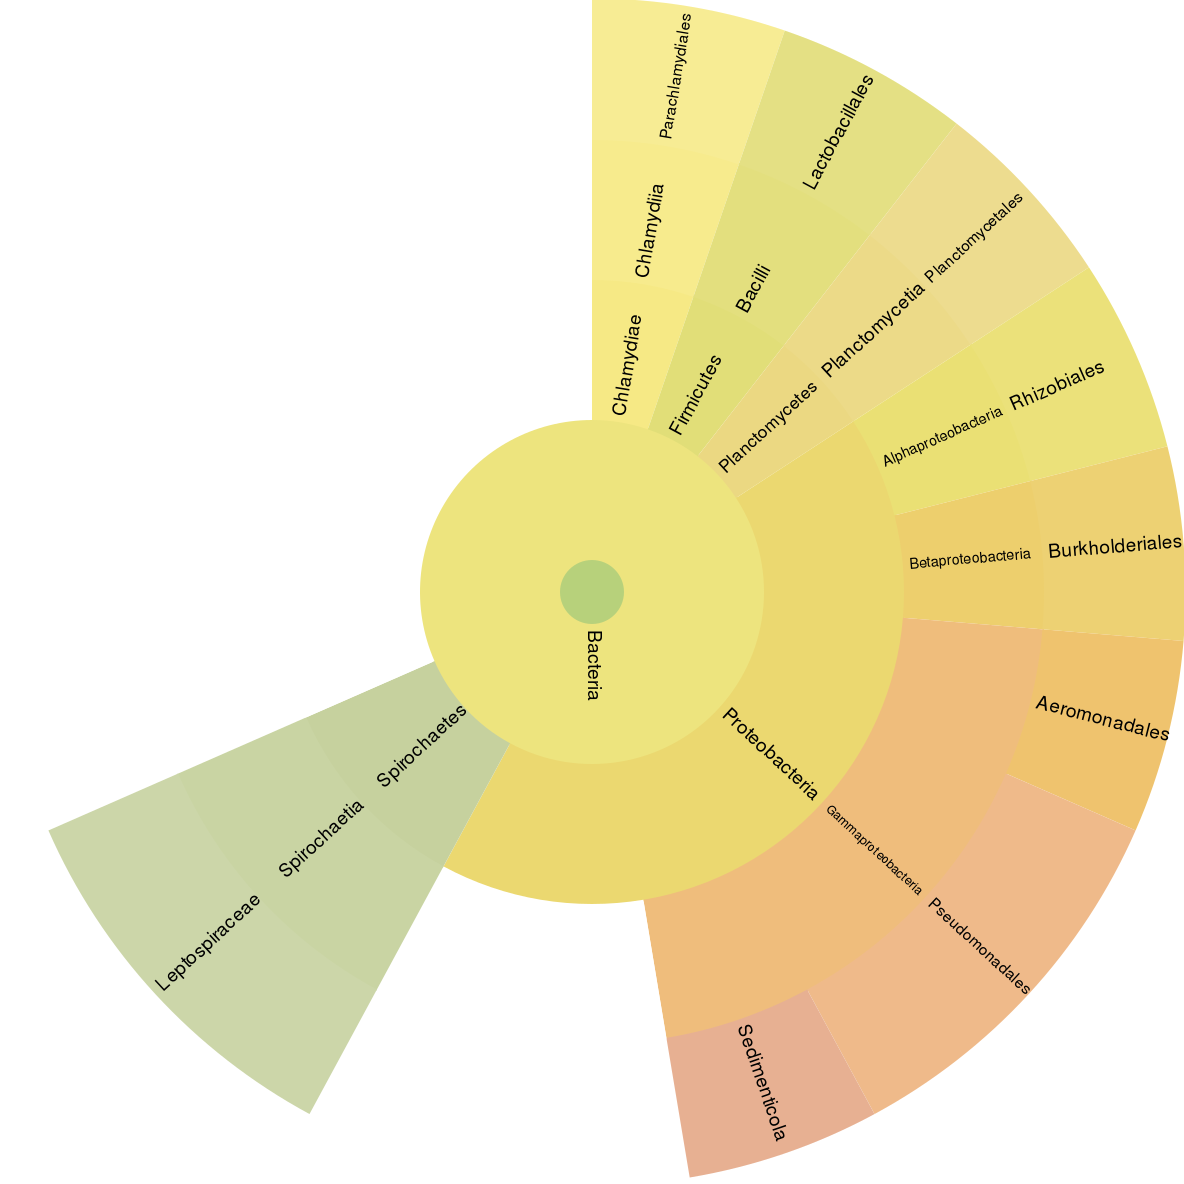 Bacteria
Chlamydiae
Chlamydiia
Parachlamydiales
Firmicutes
Bacilli
Lactobacillales
Planctomycetes
Planctomycetia
Planctomycetales
Proteobacteria
Alphaproteobacteria
Rhizobiales
Betaproteobacteria
Burkholderiales
Gammaproteobacteria
Aeromonadales
Pseudomonadales
Sedimenticola
Spirochaetes
Spirochaetia
Leptospiraceae